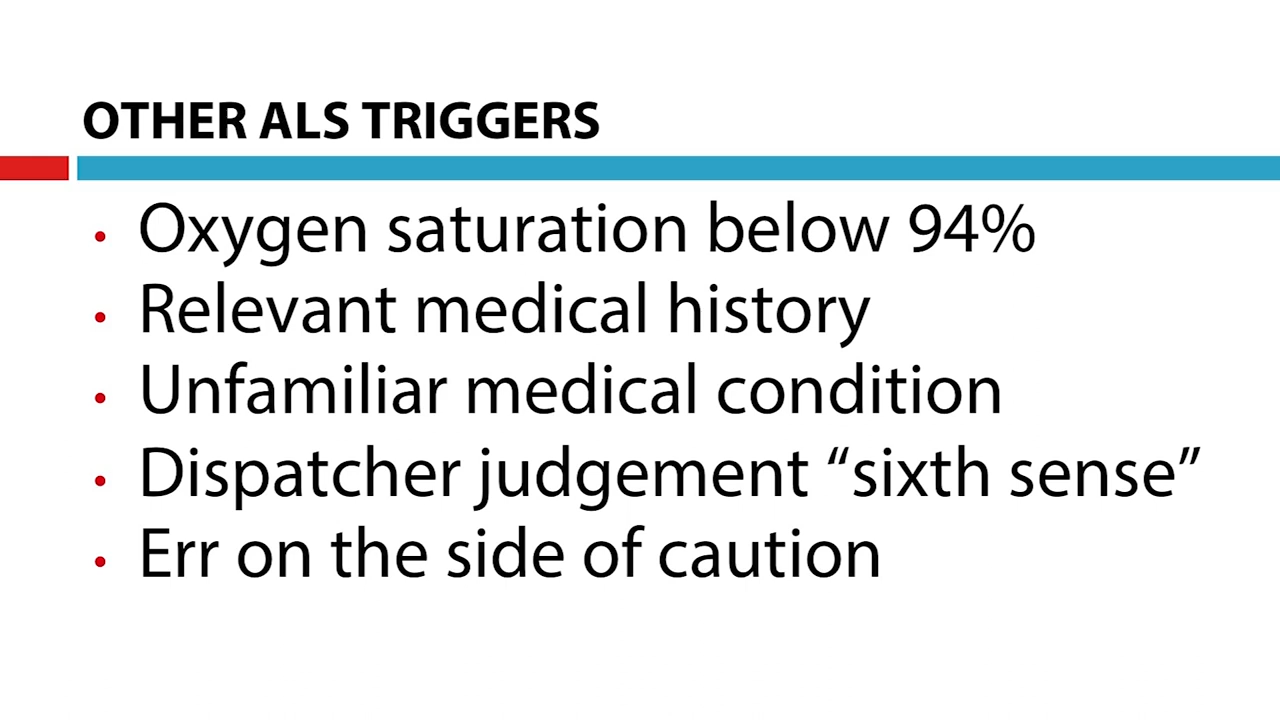 OTHER ALS TRIGGERS
• Oxygen saturation below 94%
• Relevant medical history
• Unfamiliar medical condition
• Dispatcher judgement “sixth sense”
• Err on the side of caution